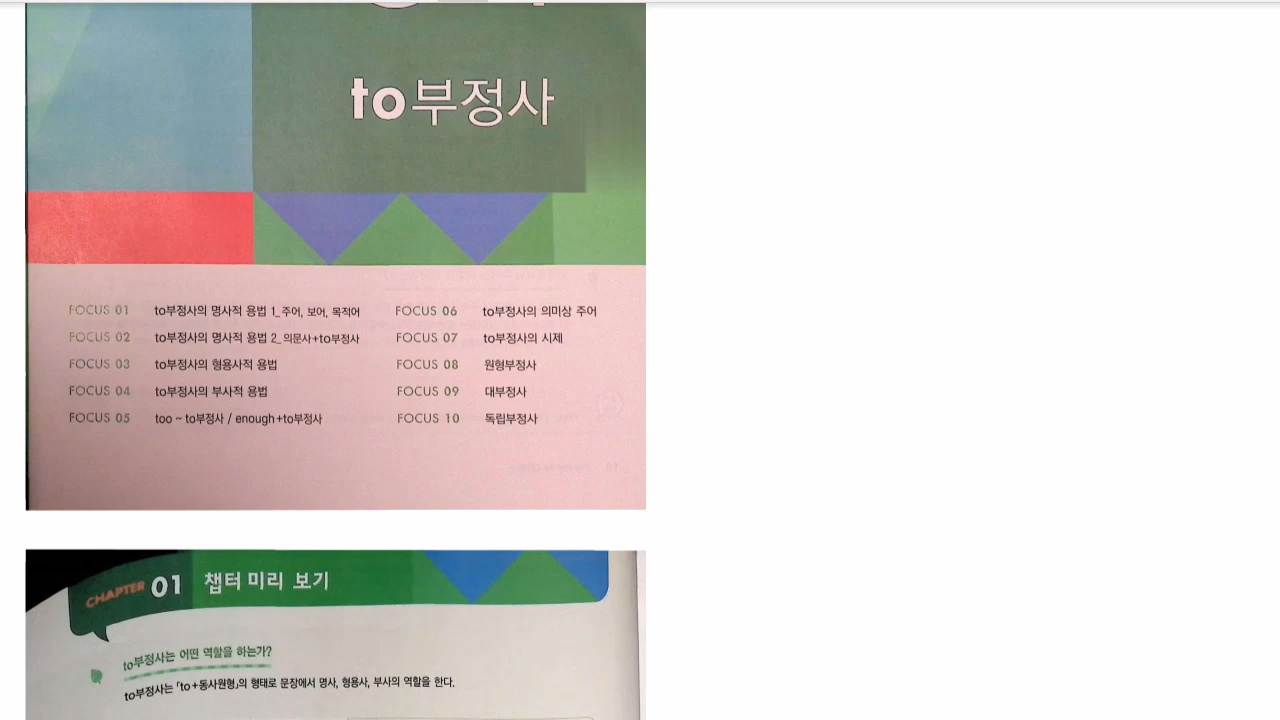 to부정사
FOCUS 01 to부정사의 명사적 용법 1_ 주어, 보어, 목적어
FOCUS 02 to부정사의 명사적 용법 2_ 의문사+to부정사
FOCUS 03 to부정사의 형용사적 용법
FOCUS 04 to부정사의 부사적 용법
FOCUS 05 too ~ to부정사 / enough+to부정사
FOCUS 06 to부정사의 의미상 주어
FOCUS 07 to부정사의 시제
FOCUS 08 원형부정사
FOCUS 09 대부정사
FOCUS 10 독립부정사
CHAPTER 01 챕터 미리 보기
to부정사는 어떤 역할을 하는가?
to부정사는 「to+동사원형」의 형태로 문장에서 명사, 형용사, 부사의 역할을 한다.